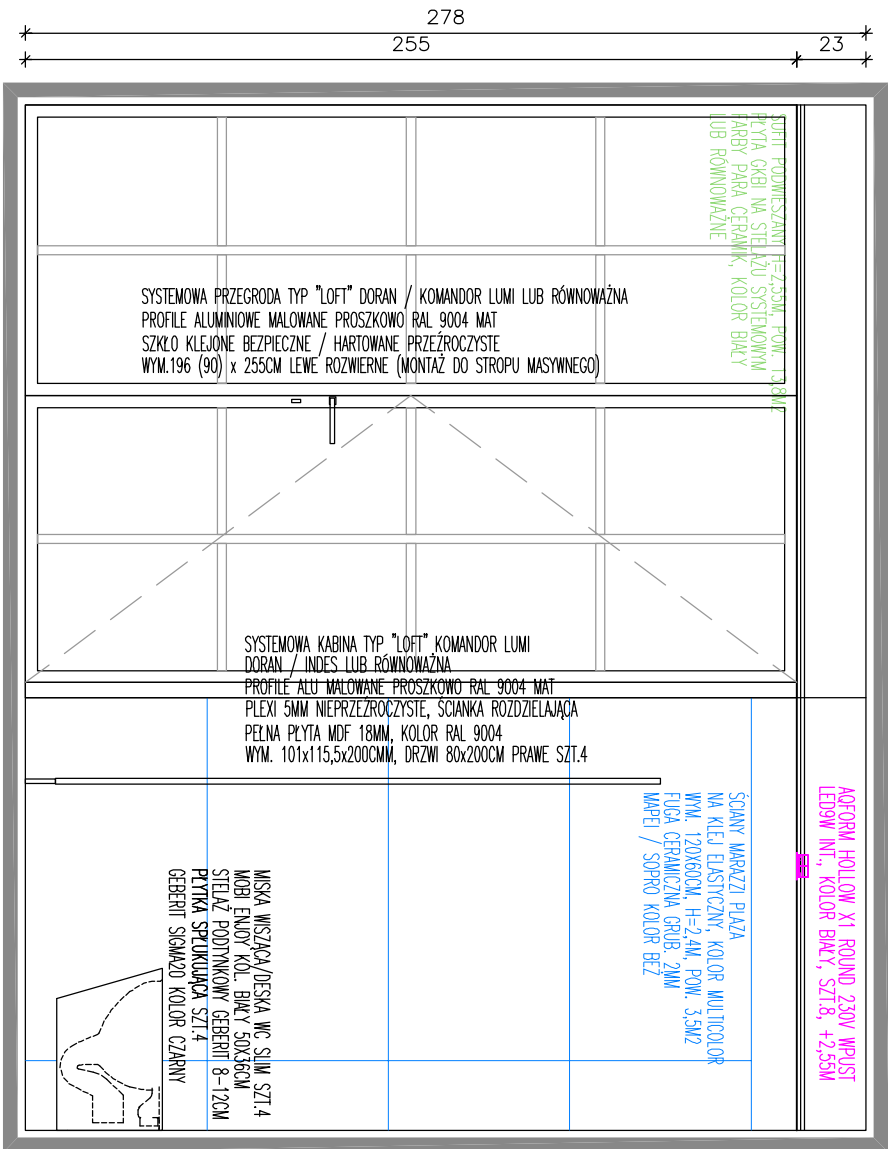 278
255
23
SUFIT PODWIESZANY H=2,55M, POW. 13,8M2
PŁYTA GKBI NA STELAŻU SYSTEMOWYM
FARBY PARA CERAMIK, KOLOR BIAŁY
LUB RÓWNOWAŻNE
SYSTEMOWA PRZEGRODA TYP "LOFT" DORAN / KOMANDOR LUMI LUB RÓWNOWAŻNA
PROFILE ALUMINIOWE MALOWANE PROSZKOWO RAL 9004 MAT
SZKŁO KLEJONE BEZPIECZNE / HARTOWANE PRZEŹROCZYSTE
WYM.196 (90) x 255CM LEWE ROZWIERNE (MONTAŻ DO STROPU MASYWNEGO)
SYSTEMOWA KABINA TYP "LOFT" KOMANDOR LUMI
DORAN / INDES LUB RÓWNOWAŻNA
PROFILE ALU MALOWANE PROSZKOWO RAL 9004 MAT
PLEXI 5MM NIEPRZEŹROCZYSTE, ŚCIANKA ROZDZIELAJĄCA
PEŁNA PŁYTA MDF 18MM, KOLOR RAL 9004
WYM. 101x115,5x200CMM, DRZWI 80x200CM PRAWE SZT.4
AQFORM HOLLOW X1 ROUND 230V WPUST
LED9W INT., KOLOR BIAŁY, SZT.8, +2,55M
ŚCIANY MARAZZI PLAZA
NA KLEJ ELASTYCZNY, KOLOR MULTICOLOR
WYM. 120X60CM, H=2,4M, POW. 3,5M2
FUGA CERAMICZNA GRUB. 2MM
MAPEI / SOPRO KOLOR BEŻ
MISKA WISZĄCA/DESKA WC SLIM SZT.4
MOBI ENJOY KOL. BIAŁY 50X36CM
STELAŻ PODTYNKOWY GEBERIT 8-12CM
PŁYTKA SPŁUKUJĄCA SZT.4
GEBERIT SIGMA20 KOLOR CZARNY